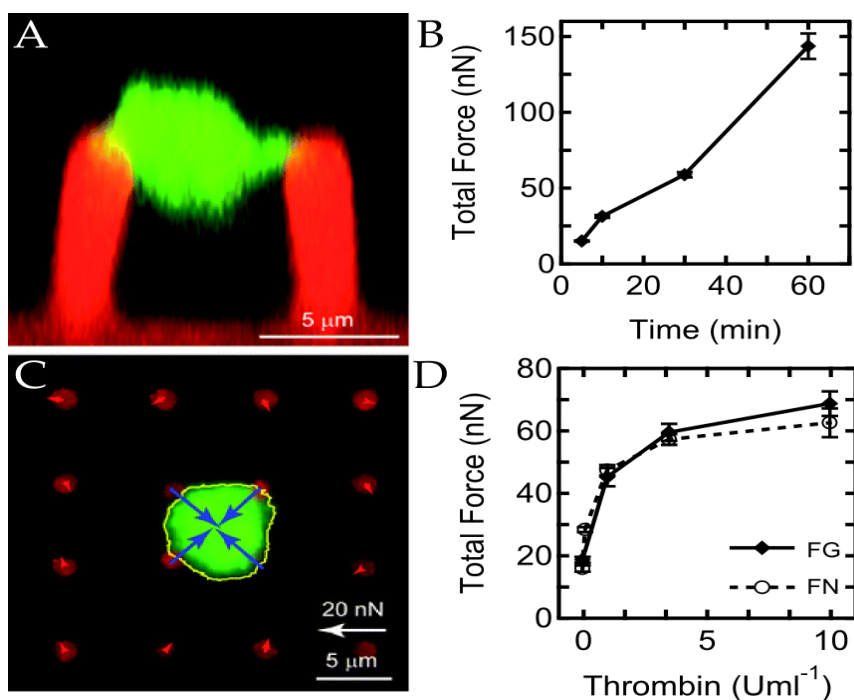 A
5 μm
B
150
100
50
0
0 20 40 60
Total Force (nN)
Time (min)
C
20 nN
5 μm
D
80
60
40
20
0
0 5 10
Total Force (nN)
FG
FN
Thrombin (Uml⁻¹)